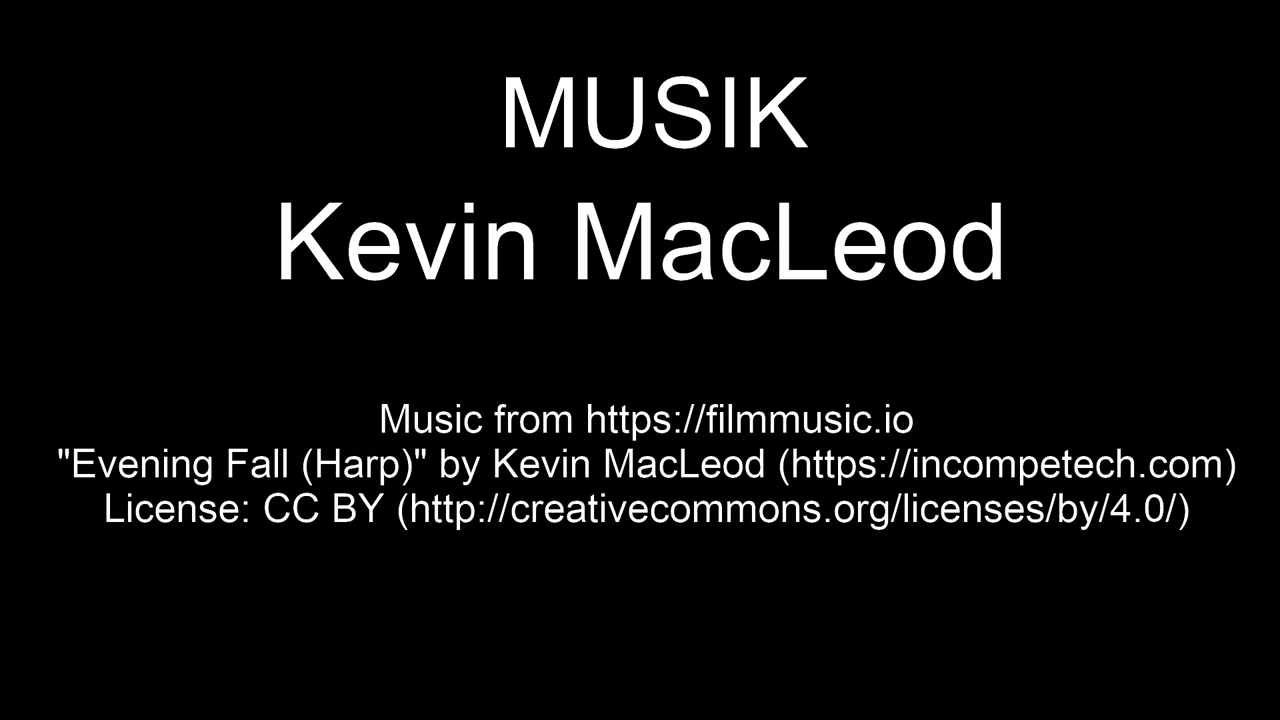 MUSIK
Kevin MacLeod
Music from https://filmmusic.io
"Evening Fall (Harp)" by Kevin MacLeod (https://incompetech.com)
License: CC BY (http://creativecommons.org/licenses/by/4.0/)